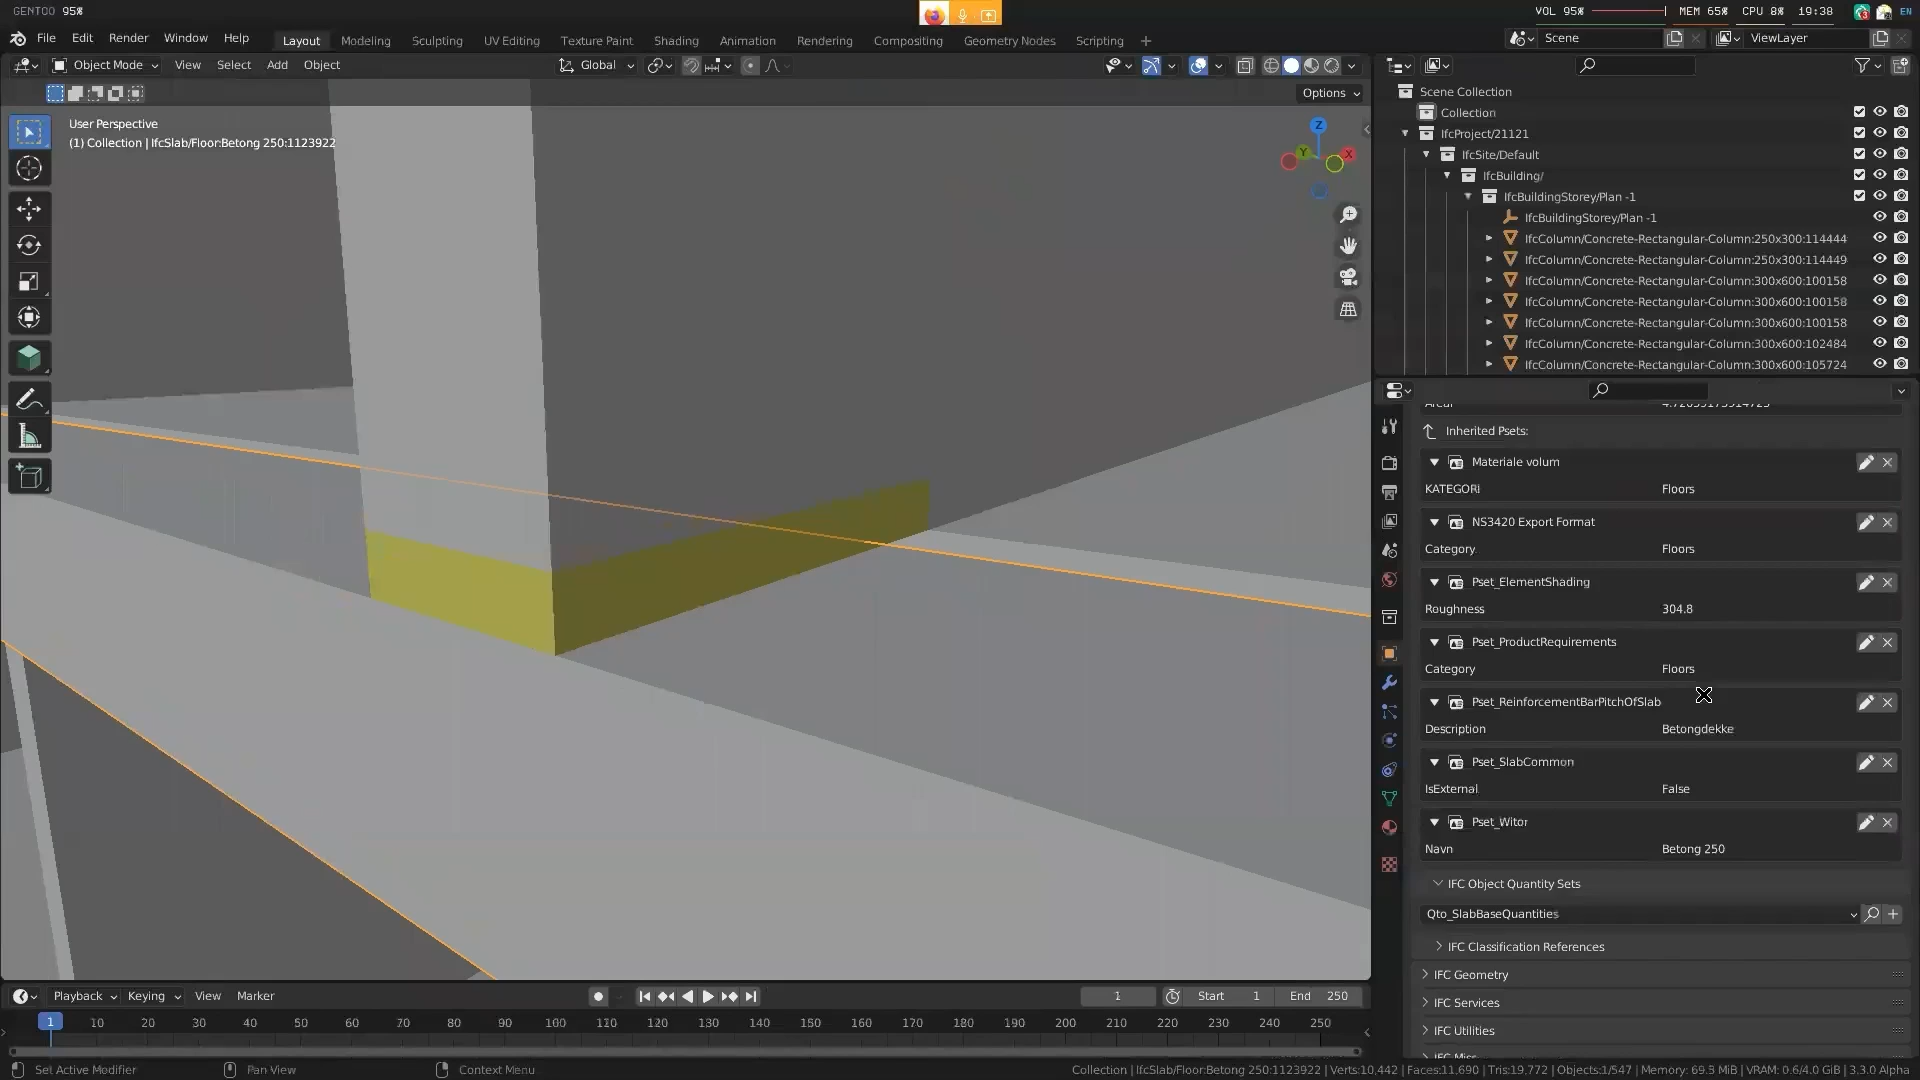 GENTOO 95%
VOL 95% MEM 65% CPU 8% 19:38 EN
File Edit Render Window Help Layout Modeling Sculpting UV Editing Texture Paint Shading Animation Rendering Compositing Geometry Nodes Scripting +
Scene ViewLayer
Object Mode View Select Add Object Global
Options
User Perspective
(1) Collection | IfcSlab/Floor:Betong 250:1123922
Z
Y X
Scene Collection
Collection
IfcProject/21121
IfcSite/Default
IfcBuilding/
IfcBuildingStorey/Plan -1
IfcBuildingStorey/Plan -1
IfcColumn/Concrete-Rectangular-Column:250x300:114444
IfcColumn/Concrete-Rectangular-Column:250x300:114449
IfcColumn/Concrete-Rectangular-Column:300x600:100158
IfcColumn/Concrete-Rectangular-Column:300x600:100158
IfcColumn/Concrete-Rectangular-Column:300x600:100158
IfcColumn/Concrete-Rectangular-Column:300x600:102484
IfcColumn/Concrete-Rectangular-Column:300x600:105724
Inherited Psets:
Materiale volum
KATEGORI Floors
NS3420 Export Format
Category Floors
Pset_ElementShading
Roughness 304.8
Pset_ProductRequirements
Category Floors
Pset_ReinforcementBarPitchOfSlab
Description Betongdekke
Pset_SlabCommon
IsExternal False
Pset_Witor
Navn Betong 250
IFC Object Quantity Sets
Qto_SlabBaseQuantities
IFC Classification References
IFC Geometry
IFC Services
IFC Utilities
Playback Keying View Marker 1 Start 1 End 250
1 10 20 30 40 50 60 70 80 90 100 110 120 130 140 150 160 170 180 190 200 210 220 230 240 250
Set Active Modifier Pan View Context Menu
Collection | IfcSlab/Floor:Betong 250:1123922 | Verts:10,442 | Faces:11,690 | Tris:19,772 | Objects:1/547 | Memory: 69.5 MiB | VRAM: 0.6/4.0 GiB | 3.3.0 Alpha